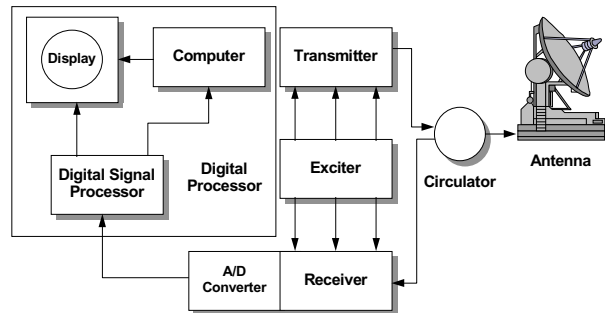 Display
Computer
Transmitter
Digital Signal
Processor
Digital
Processor
Exciter
Circulator
Antenna
A/D
Converter
Receiver